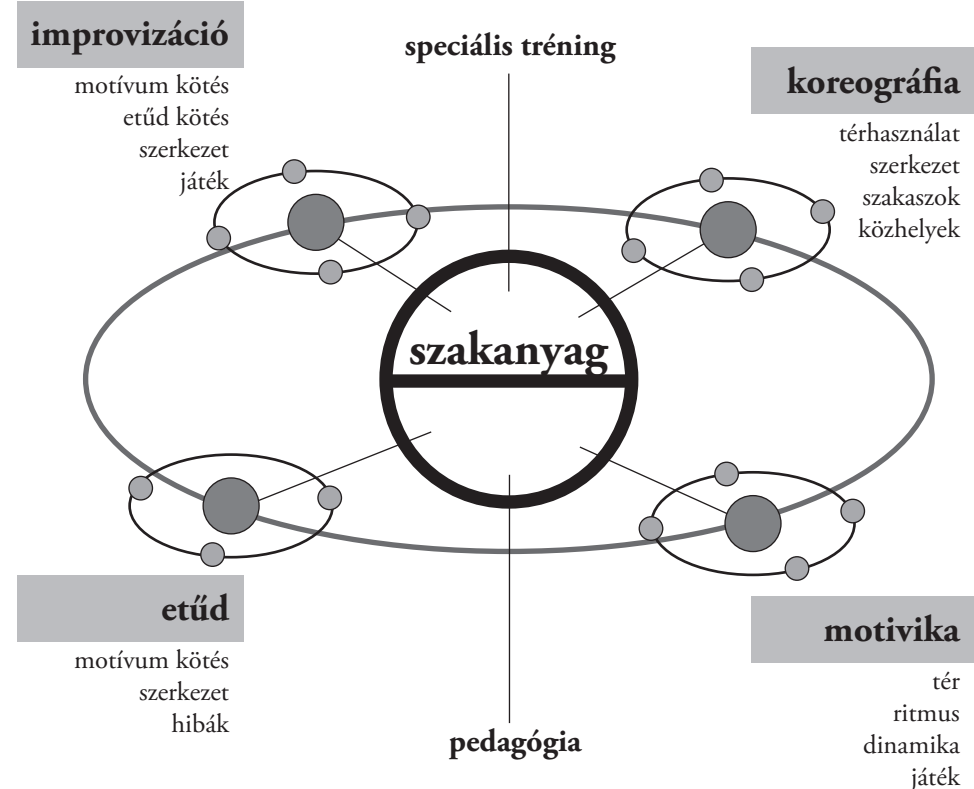 improvizáció
motívum kötés
etűd kötés
szerkezet
játék
speciális tréning
koreográfia
térhasználat
szerkezet
szakaszok
közhelyek
szakanyag
etűd
motívum kötés
szerkezet
hibák
pedagógia
motivika
tér
ritmus
dinamika
játék